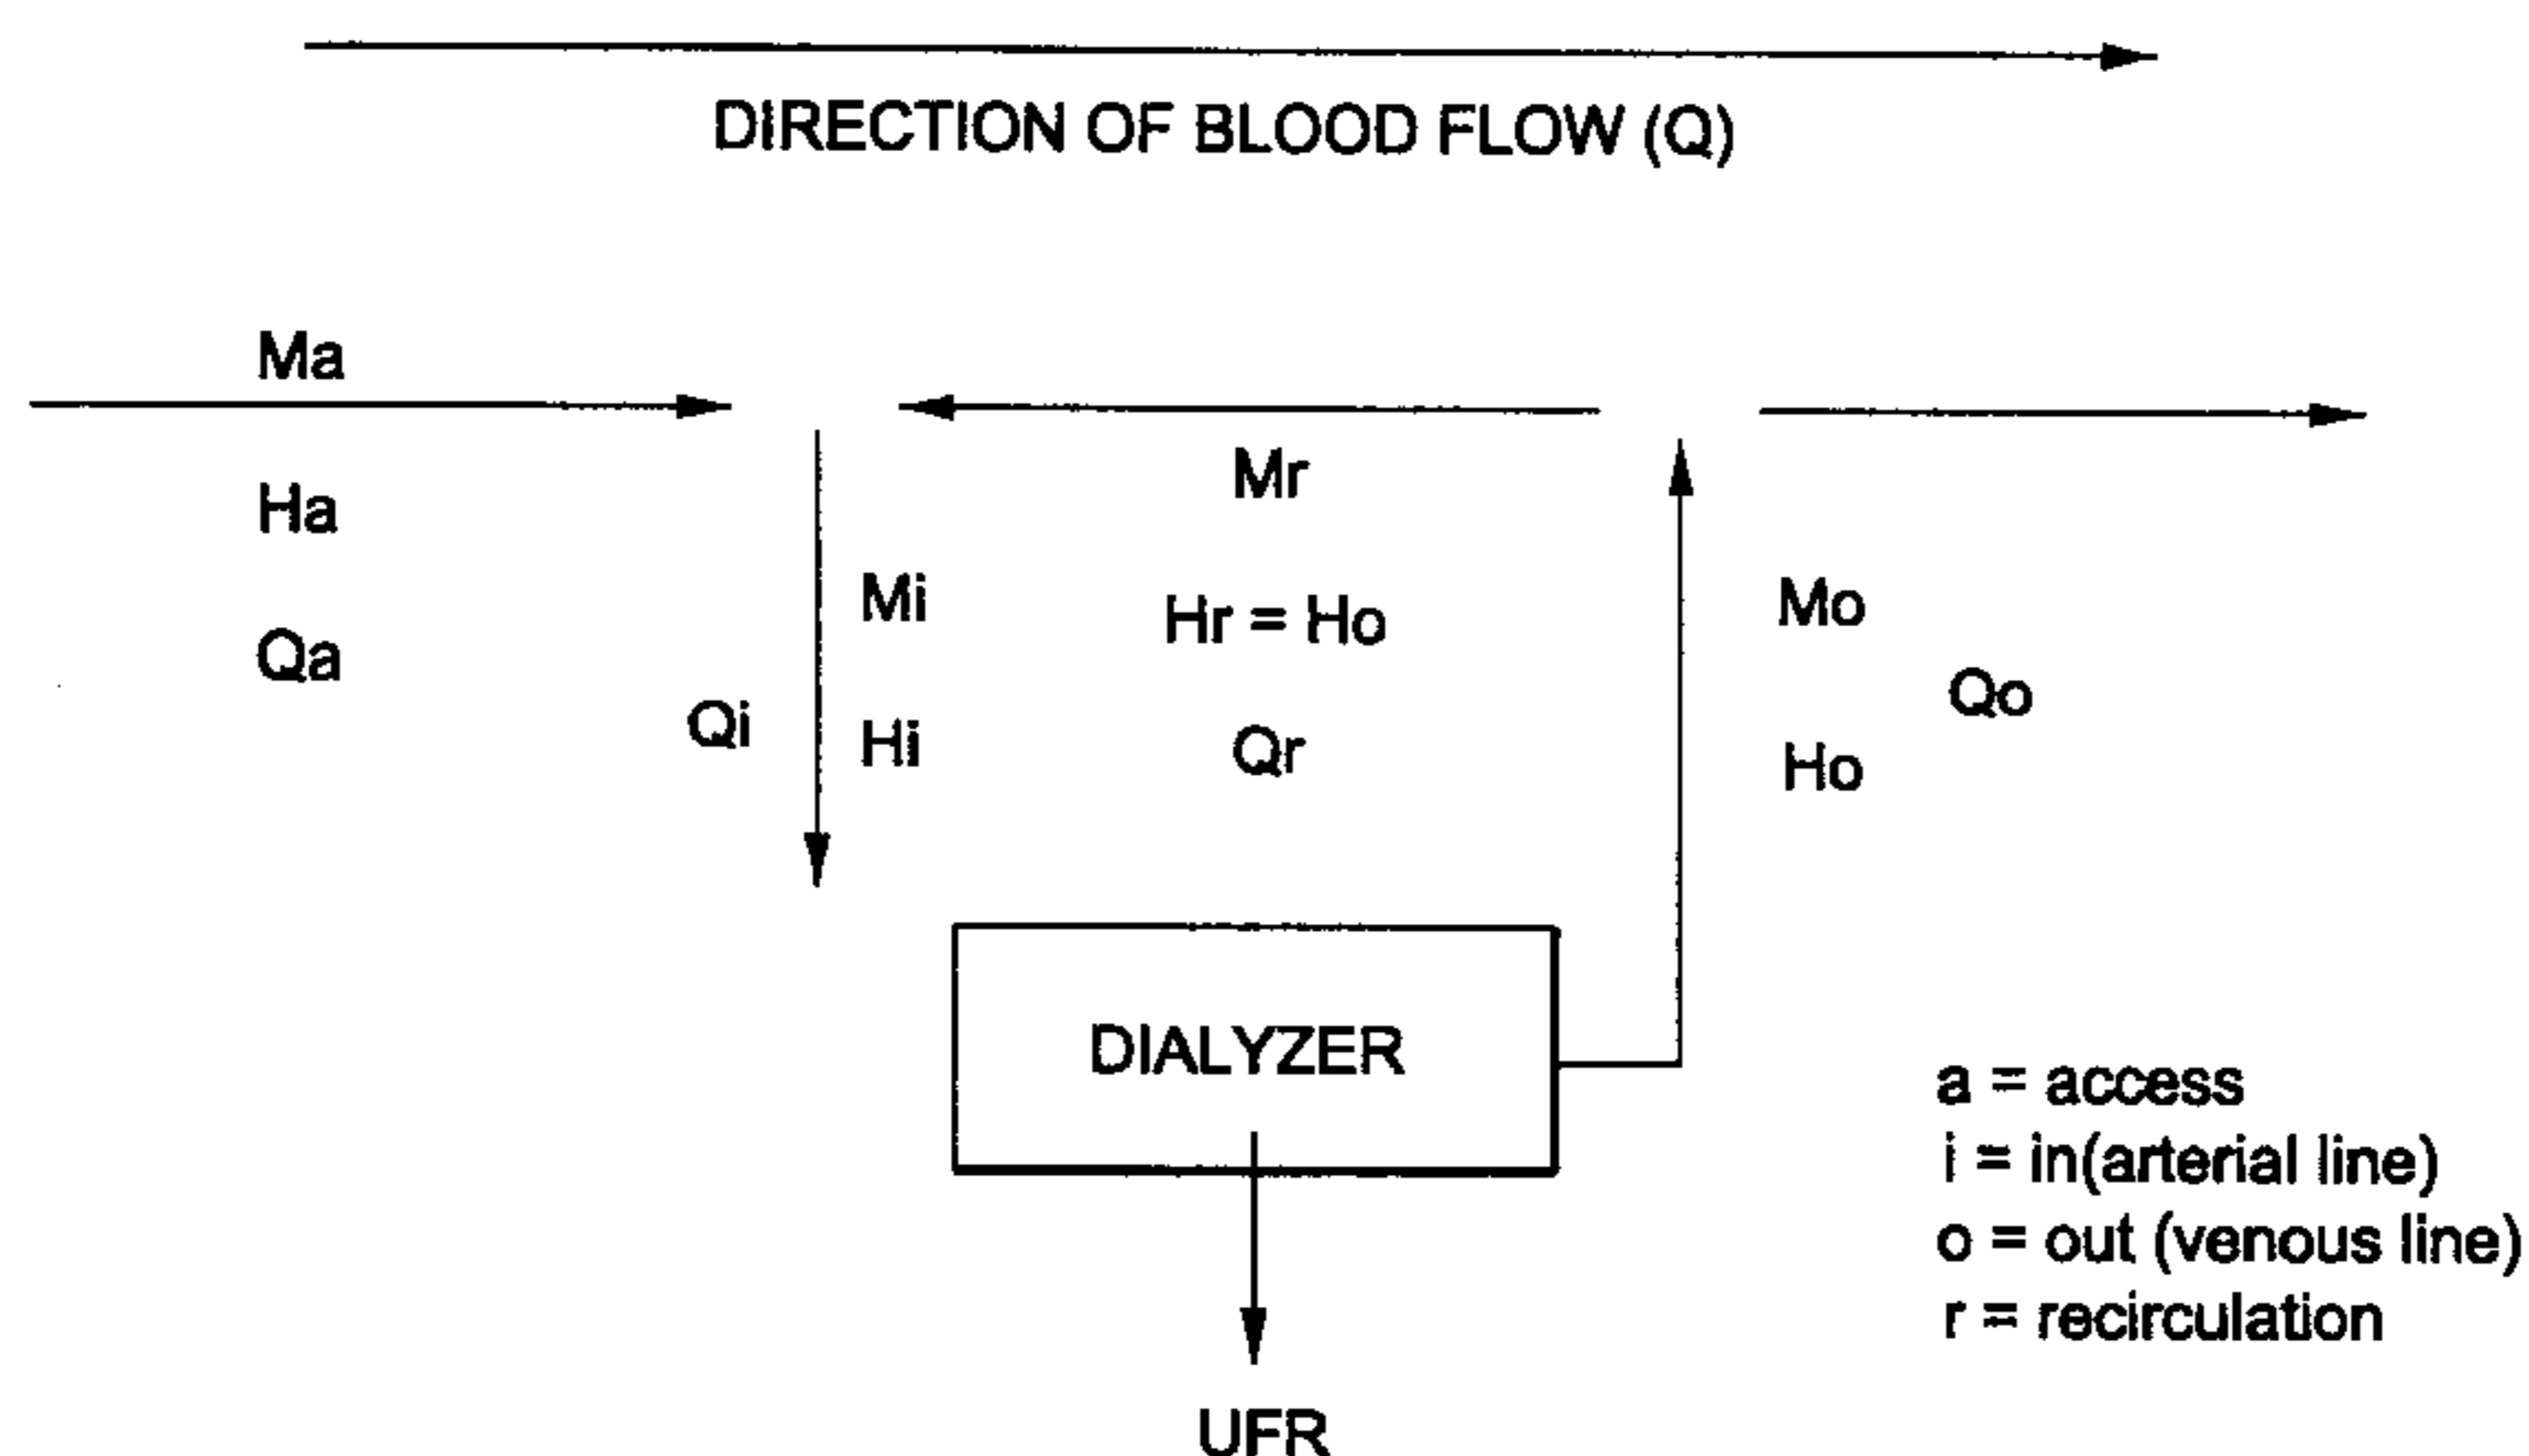 DIRECTION OF BLOOD FLOW (Q)
Ma
Ha
Qa
Mr
Hr = Ho
Qr
Mi
Qi
Hi
Mo
Qo
Ho
DIALYZER
UFR
a = access
i = in(arterial line)
o = out (venous line)
r = recirculation